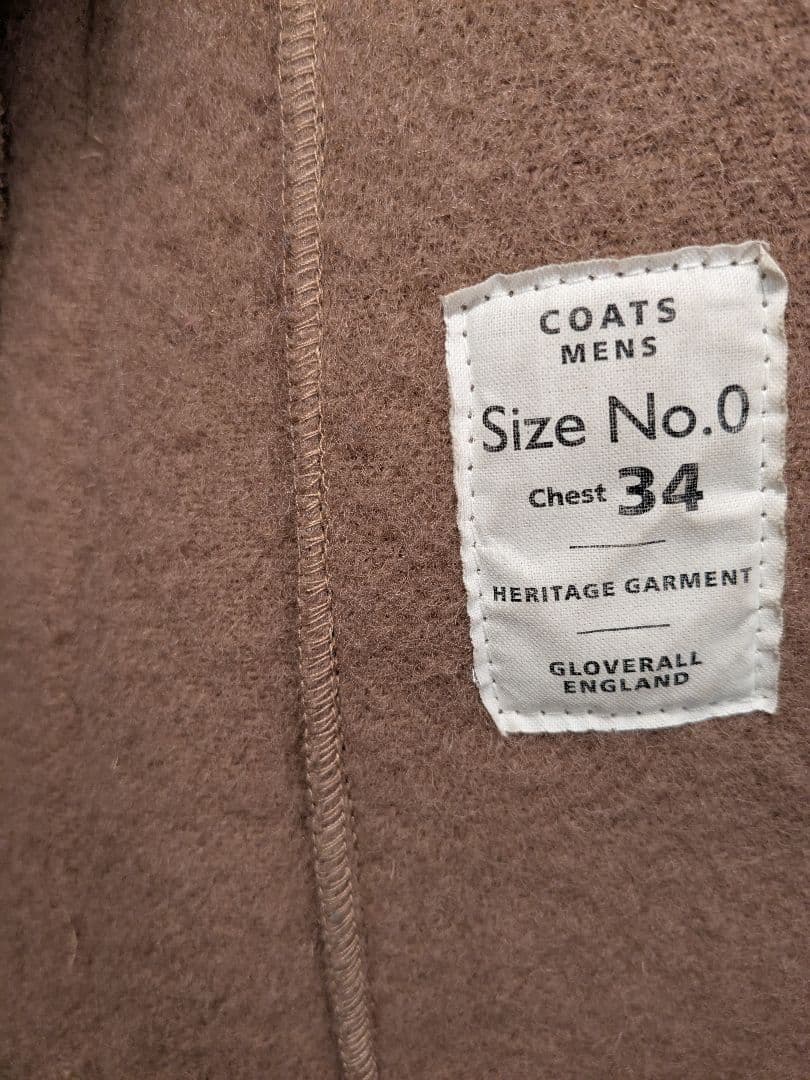 COATS
MENS
Size No.0
Chest 34
HERITAGE GARMENT
GLOVERALL
ENGLAND